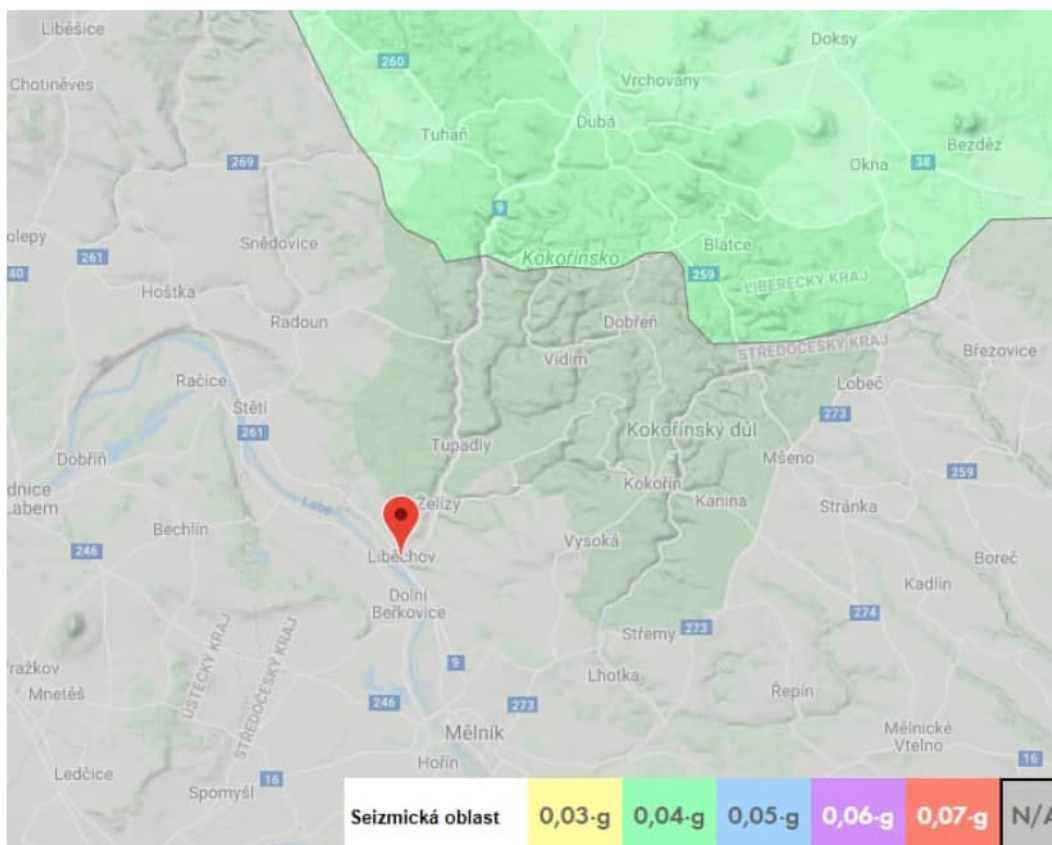 Liběšice
Doksy
260
Chotiněves
Vrchovany
Dubá
Tuháň
Bezděz
269
Okna
38
9
olepy
Snědovice
Blatce
261
Kokořínsko
40
259
LIBERECKÝ KRAJ
Hoštka
Radoun
Dobřeň
STŘEDOČESKÝ KRAJ
Březovice
Vidim
Račice
Lobeč
Štětí
273
261
Kokořínský důl
Tupadly
Dobříň
Mšeno
259
dnice
Labem
Kokořín
Želízy
Kanina
Labe
Stránka
Bechlín
246
Vysoká
Liběchov
Boreč
Kadlín
Dolní
Beřkovice
274
Střemy
273
ÚSTECKÝ KRAJ
STŘEDOČESKÝ KRAJ
9
ražkov
Mnetěš
Lhotka
Řepín
246
273
Mělník
Mělnické
Vtelno
Hořín
16
Ledčice
16
Spomyšl
Seizmická oblast 0,03·g 0,04·g 0,05·g 0,06·g 0,07·g N/A